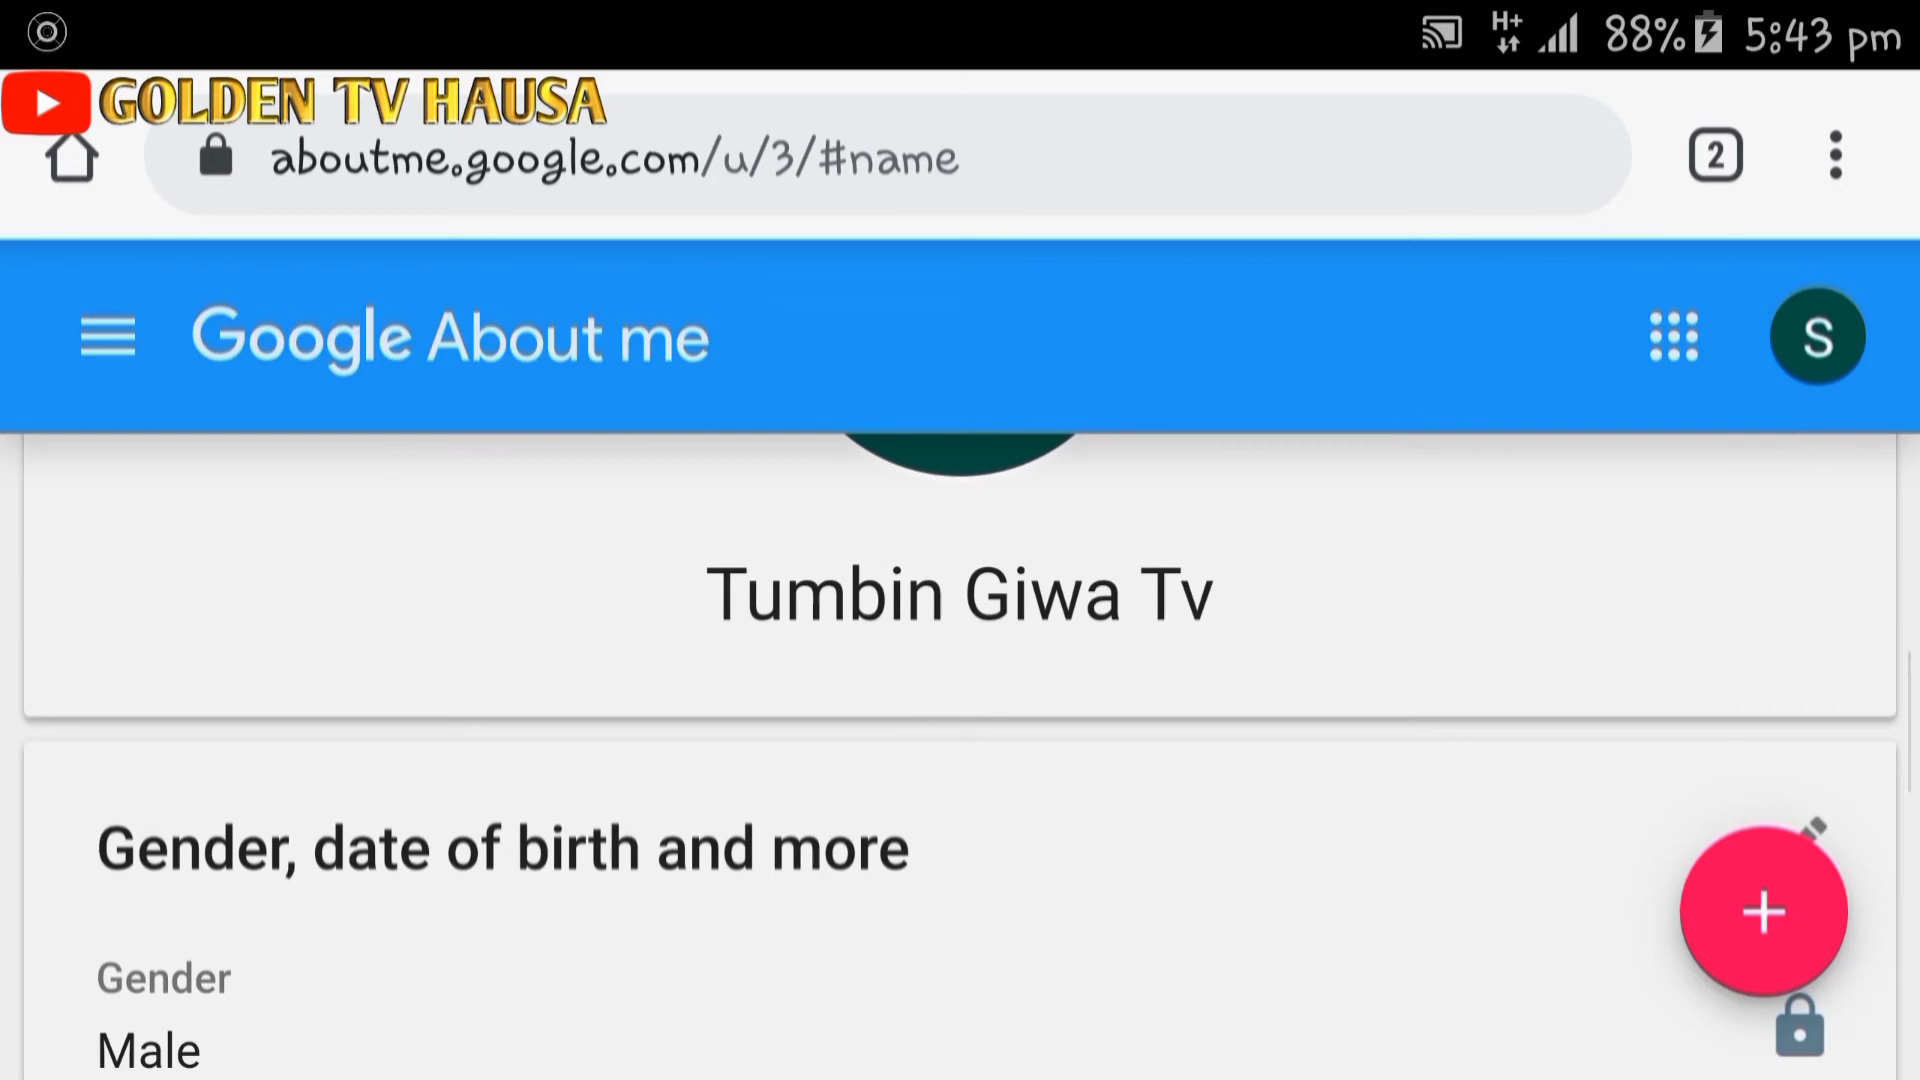 H+ 88% 5:43 pm
GOLDEN TV HAUSA
aboutme.google.com/u/3/#name
2
Google About me
S
Tumbin Giwa Tv
Gender, date of birth and more
+
Gender
Male